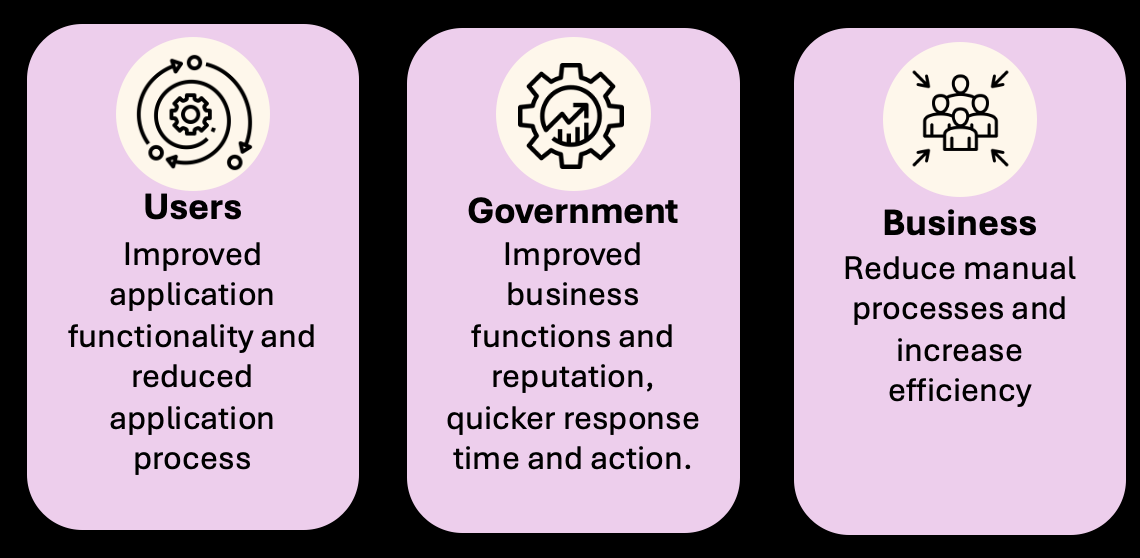 Users
Improved
application
functionality and
reduced
application
process
Government
Improved
business
functions and
reputation,
quicker response
time and action.
Business
Reduce manual
processes and
increase
efficiency